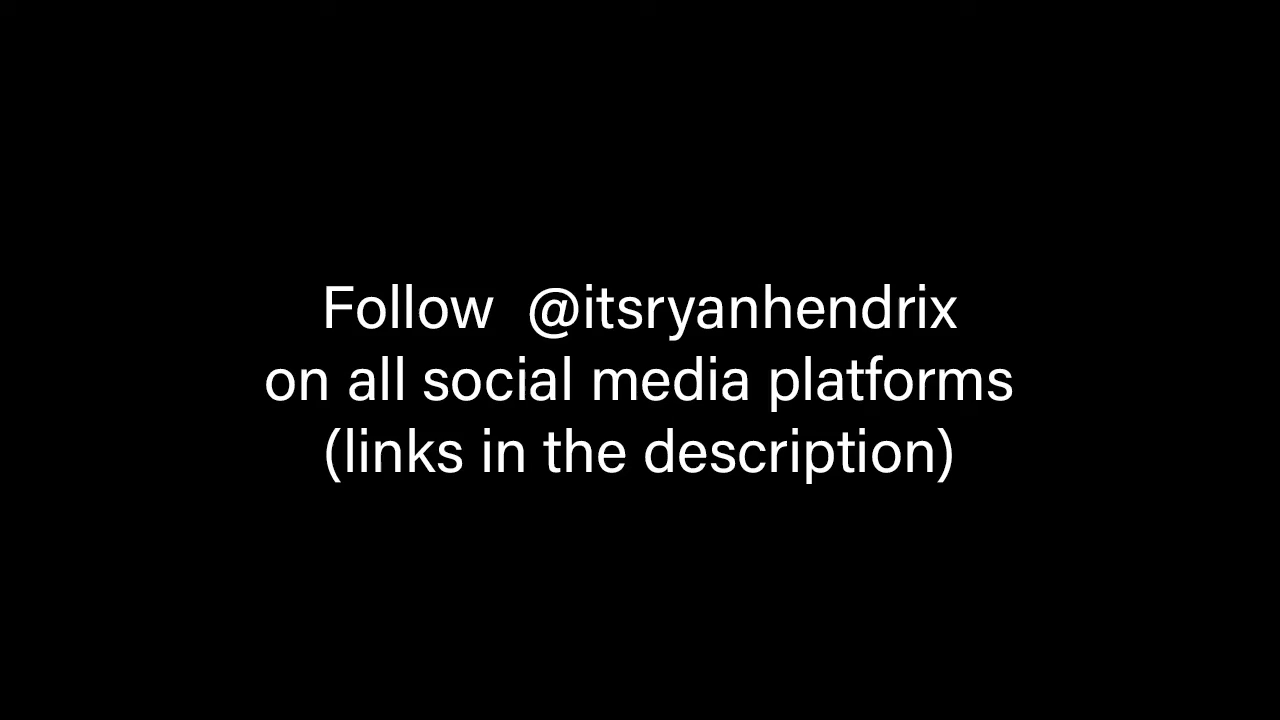 Follow  @itsryanhendrix
on all social media platforms
(links in the description)